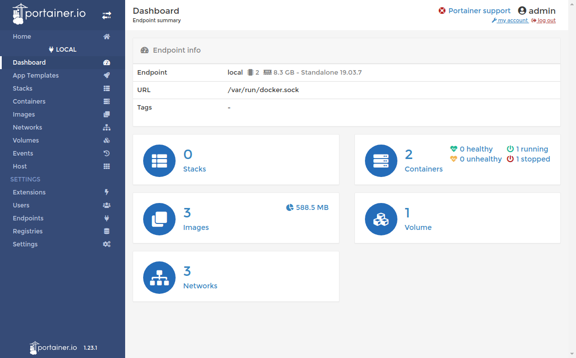 portainer.io
Home
LOCAL
Dashboard
App Templates
Stacks
Containers
Images
Networks
Volumes
Events
Host
SETTINGS
Extensions
Users
Endpoints
Registries
Settings
portainer.io 1.23.1
Dashboard
Endpoint summary
Portainer support admin
my account log out
Endpoint info
Endpoint local 2 8.3 GB - Standalone 19.03.7
URL /var/run/docker.sock
Tags -
0
Stacks
2
Containers
0 healthy 1 running
0 unhealthy 1 stopped
3
Images
588.5 MB
1
Volume
3
Networks